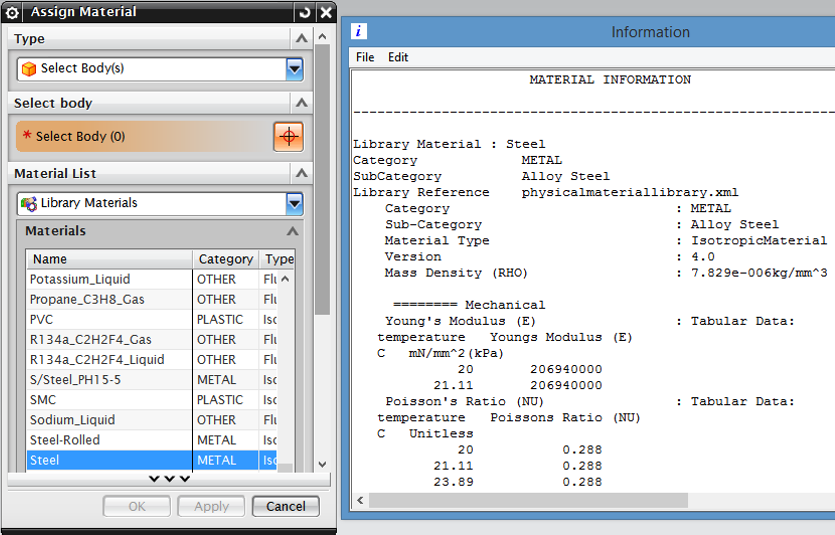 Assign Material
Type
Select Body(s)
Select body
* Select Body (0)
Material List
Library Materials
Materials
Name Category Type
Potassium_Liquid OTHER Flu
Propane_C3H8_Gas OTHER Flu
PVC PLASTIC Iso
R134a_C2H2F4_Gas OTHER Flu
R134a_C2H2F4_Liquid OTHER Flu
S/Steel_PH15-5 METAL Iso
SMC PLASTIC Iso
Sodium_Liquid OTHER Flu
Steel-Rolled METAL Iso
Steel METAL Iso
OK Apply Cancel
i Information
File Edit
MATERIAL INFORMATION
------------------------------------------------------------
Library Material : Steel
Category METAL
SubCategory Alloy Steel
Library Reference physicalmateriallibrary.xml
Category : METAL
Sub-Category : Alloy Steel
Material Type : IsotropicMaterial
Version : 4.0
Mass Density (RHO) : 7.829e-006kg/mm^3
======== Mechanical
Young's Modulus (E) : Tabular Data:
temperature Youngs Modulus (E)
C mN/mm^2(kPa)
20 206940000
21.11 206940000
Poisson's Ratio (NU) : Tabular Data:
temperature Poissons Ratio (NU)
C Unitless
20 0.288
21.11 0.288
23.89 0.288